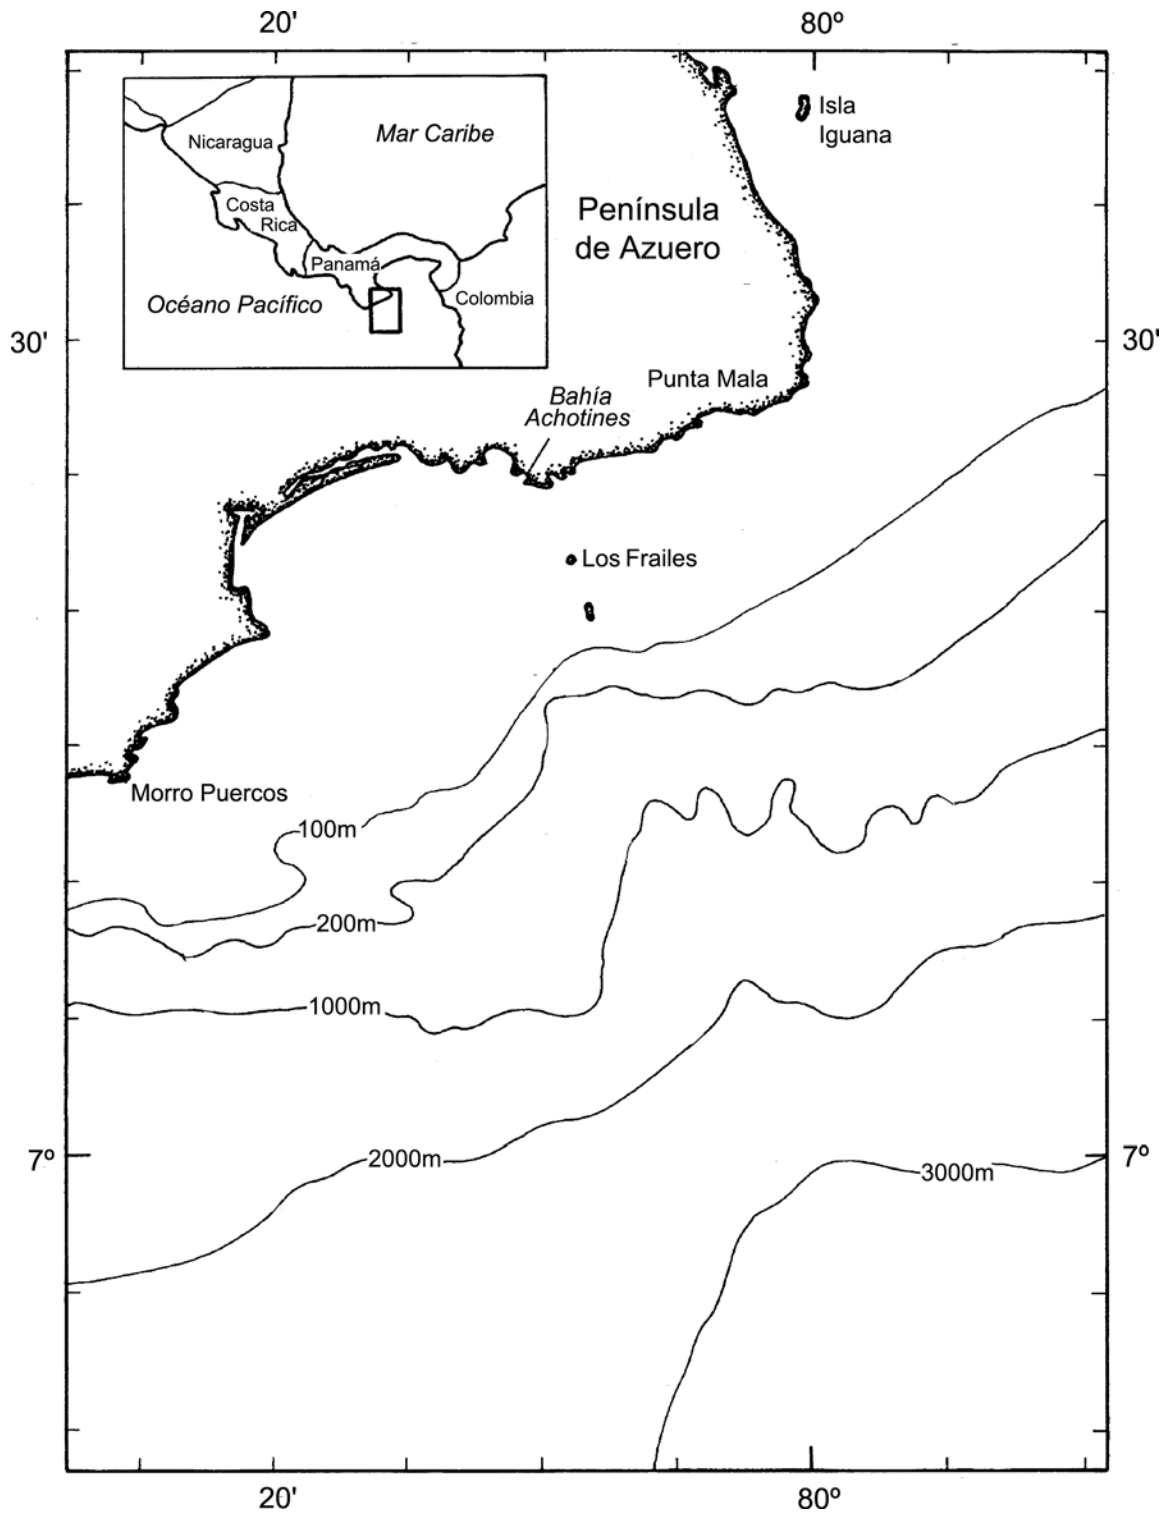 20'
80º
Isla
Iguana
Nicaragua
Mar Caribe
Costa
Rica
Península
de Azuero
Panamá
Océano Pacífico
Colombia
30'
30'
Punta Mala
Bahía
Achotines
Los Frailes
Morro Puercos
100m
200m
1000m
7º
2000m
3000m
7º
20'
80º